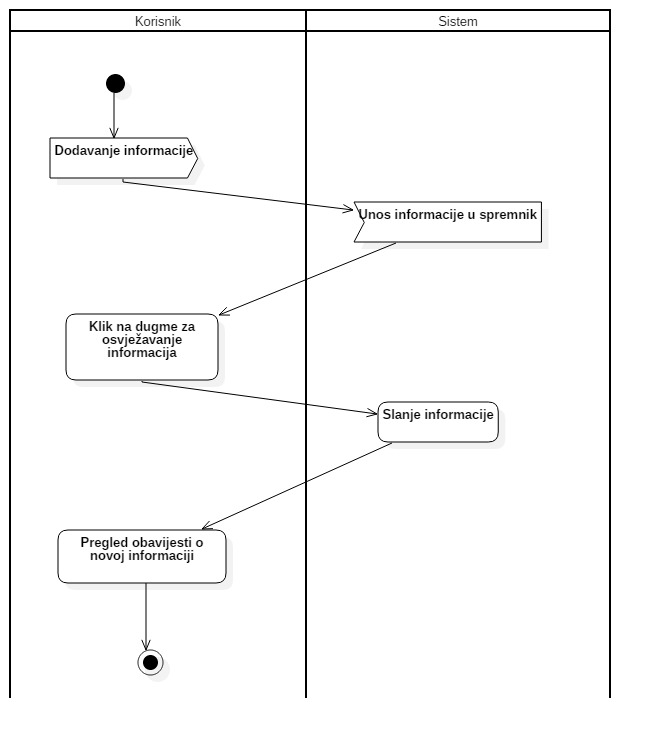 Korisnik
Sistem
Dodavanje informacije
Unos informacije u spremnik
Klik na dugme za
osvježavanje
informacija
Slanje informacije
Pregled obavijesti o
novoj informaciji